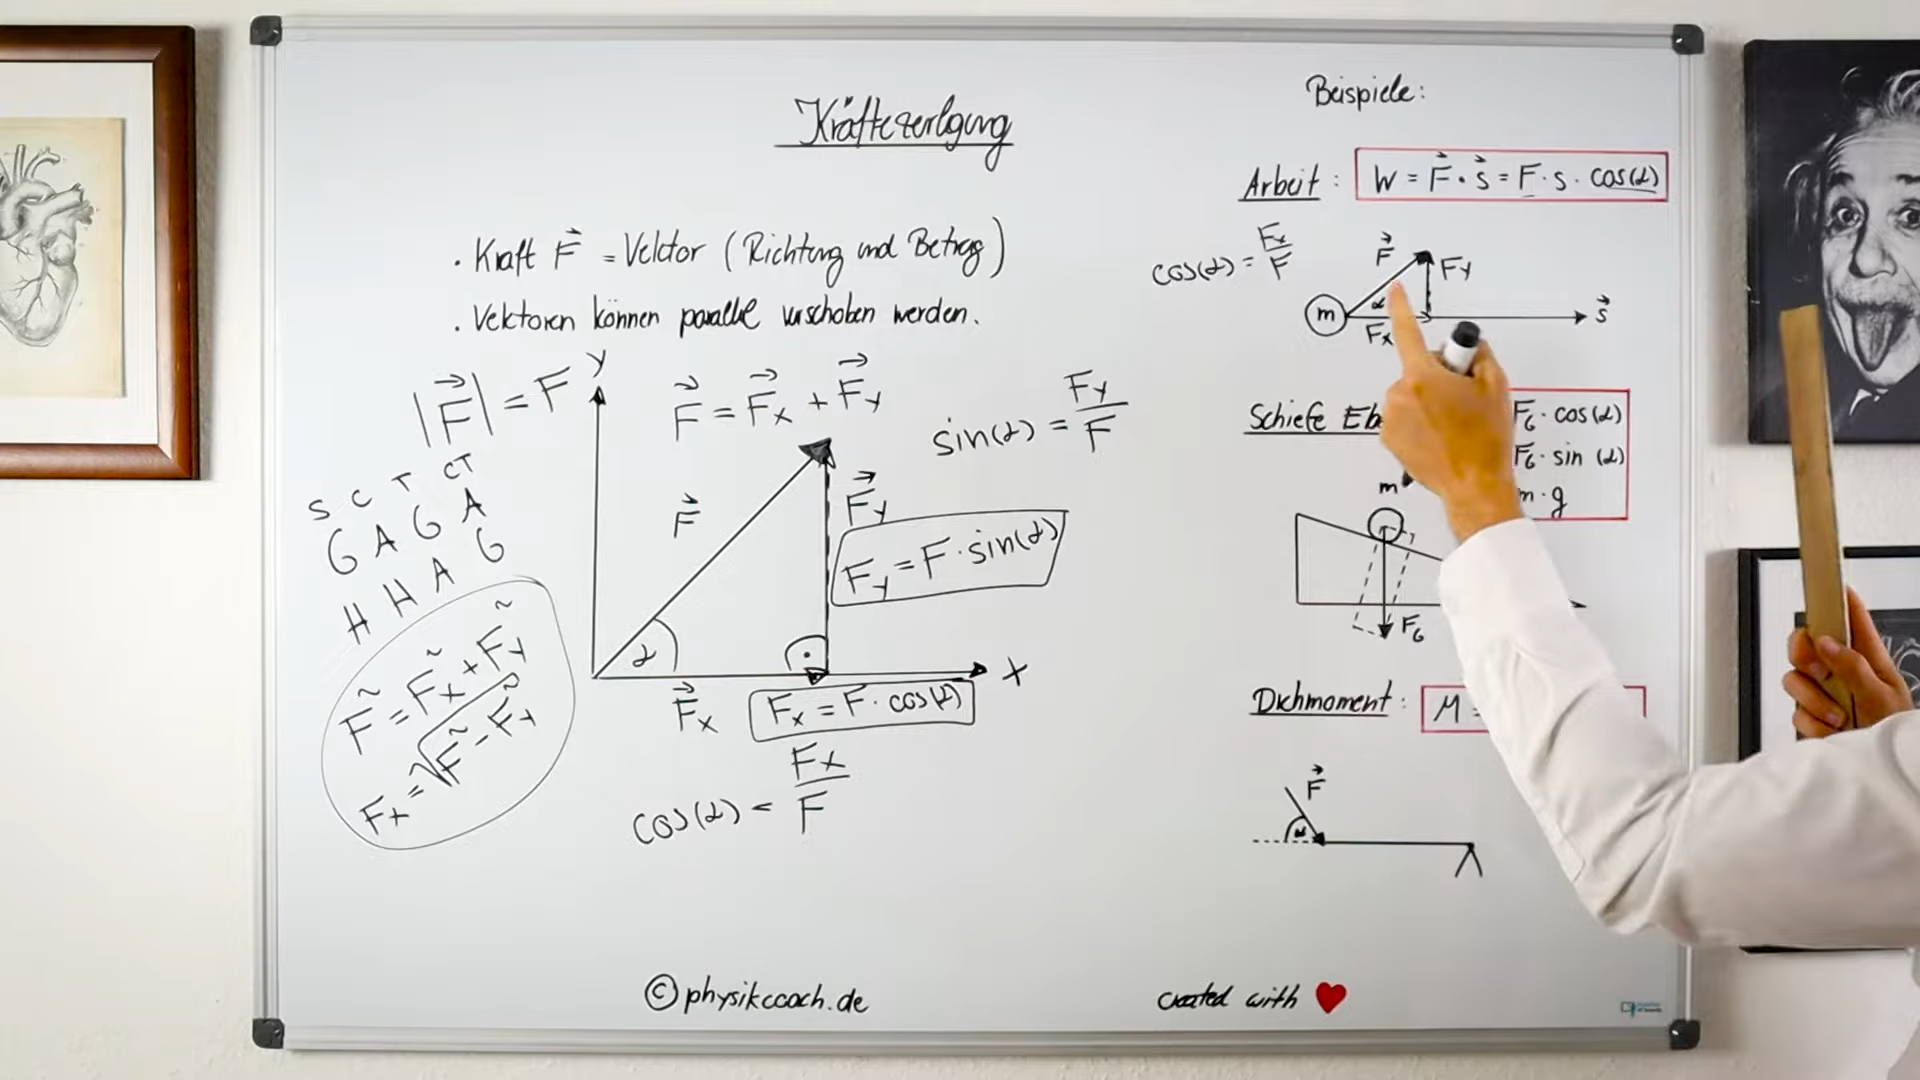 Kräftezerlegung
· Kraft F⃗ = Vektor (Richtung und Betrag)
· Vektoren können parallel verschoben werden.
|F⃗| = F
y
F⃗ = F⃗x + F⃗y
sin(α) = Fy/F
S C T CT
G A G A
H H A G
F⃗
F⃗y
Fy = F · sin(α)
α
x
F⃗x
Fx = F · cos(α)
cos(α) = Fx/F
F² = Fx² + Fy²
Fx = √F² - Fy²
Beispiele:
Arbeit : W = F⃗ · s⃗ = F · s · cos(α)
cos(α) = Fx/F
F⃗
Fy
m
α
s⃗
Fx
Schiefe Eb
FG · cos(α)
FG · sin (α)
m · g
m
FG
Drehmoment : M =
F⃗
α
© physikcoach.de
created with ❤